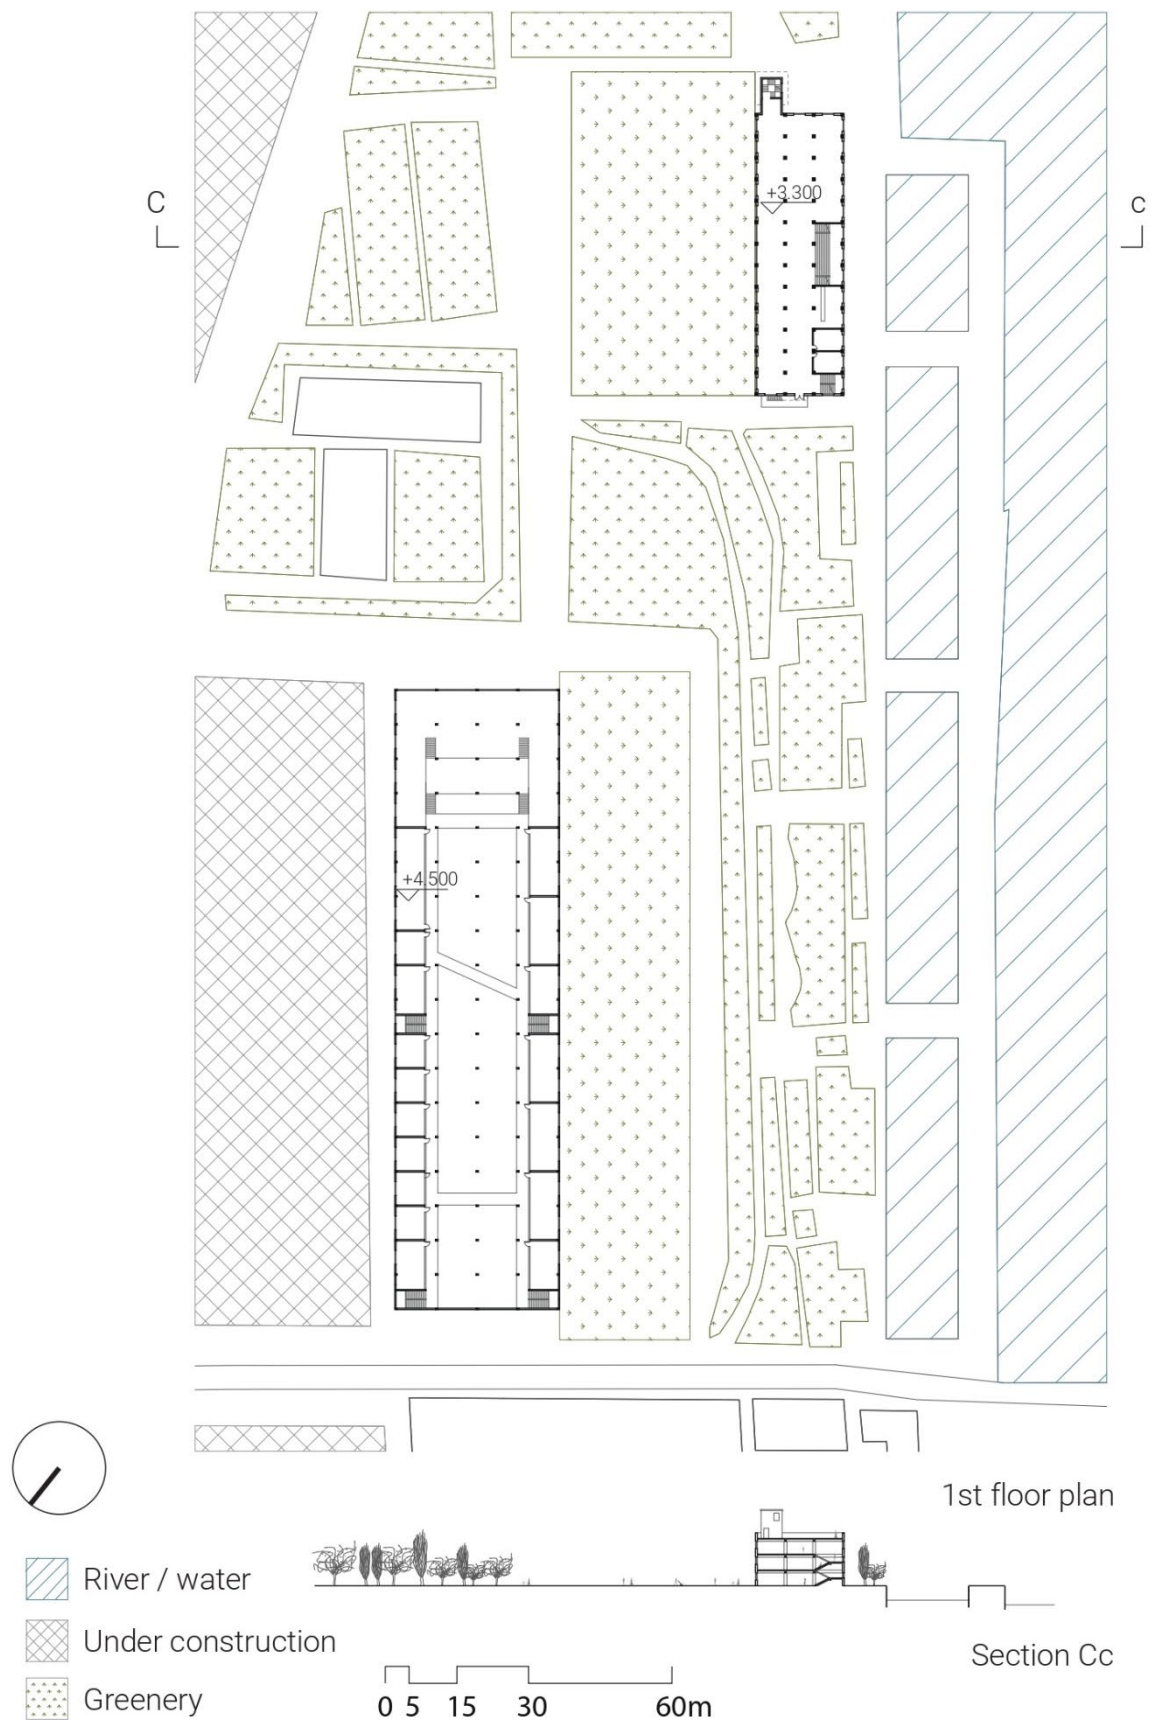 C
C
+3.300
+4.500
1st floor plan
River / water
Under construction
Section Cc
Greenery
0 5 15 30 60m